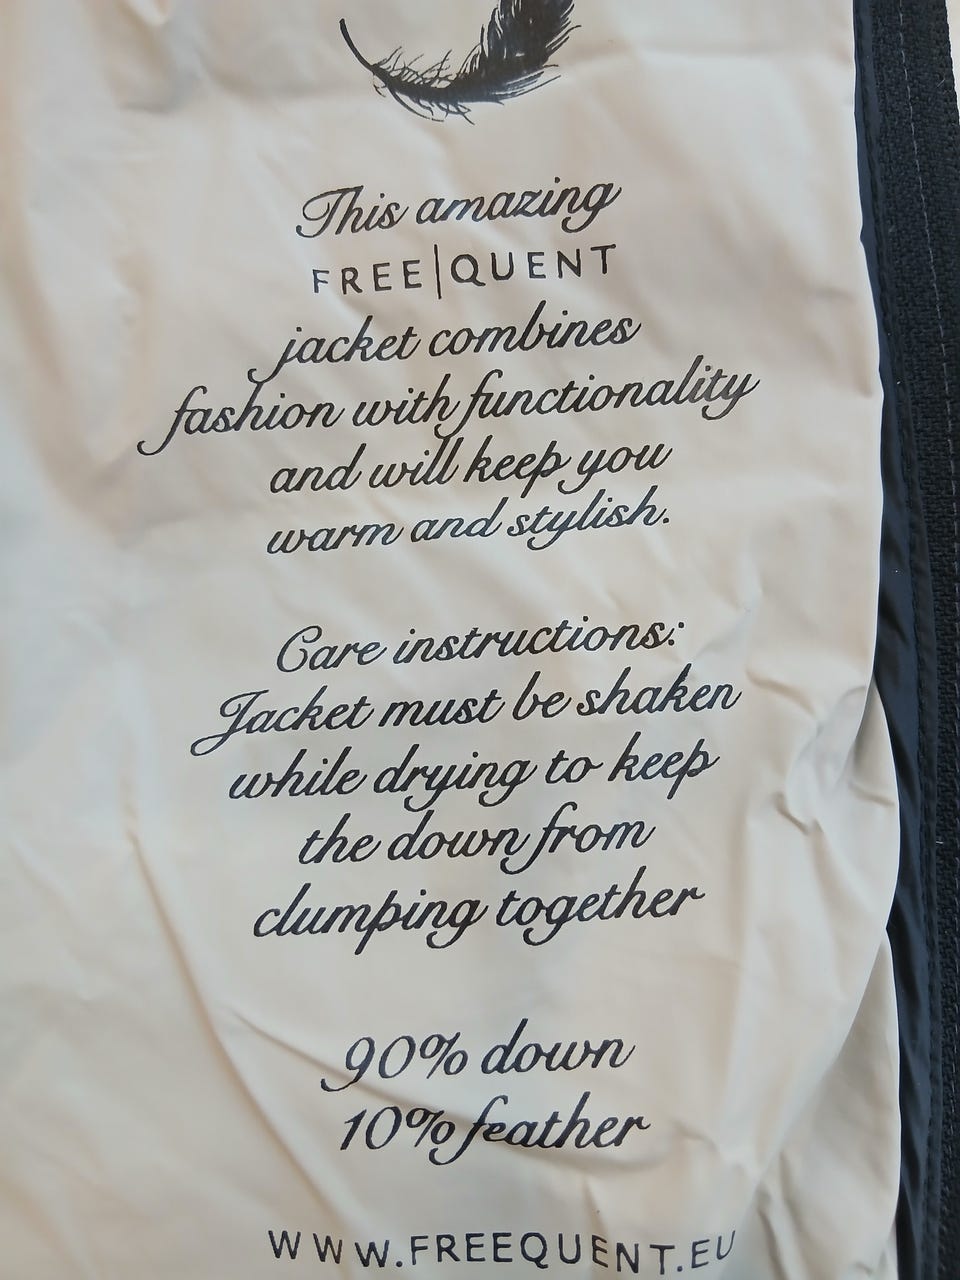 This amazing
FREE|QUENT
jacket combines
fashion with functionality
and will keep you
warm and stylish.
Care instructions:
Jacket must be shaken
while drying to keep
the down from
clumping together
90% down
10% feather
WWW.FREEQUENT.EU